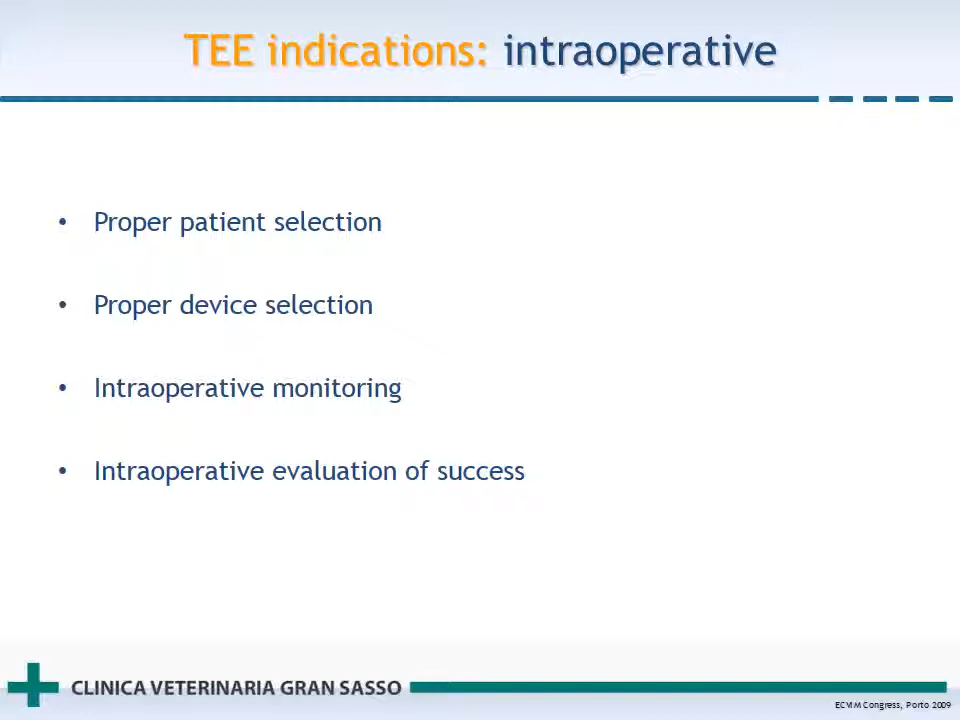 TEE indications: intraoperative
• Proper patient selection
• Proper device selection
• Intraoperative monitoring
• Intraoperative evaluation of success
CLINICA VETERINARIA GRAN SASSO
ECVIM Congress, Porto 2009